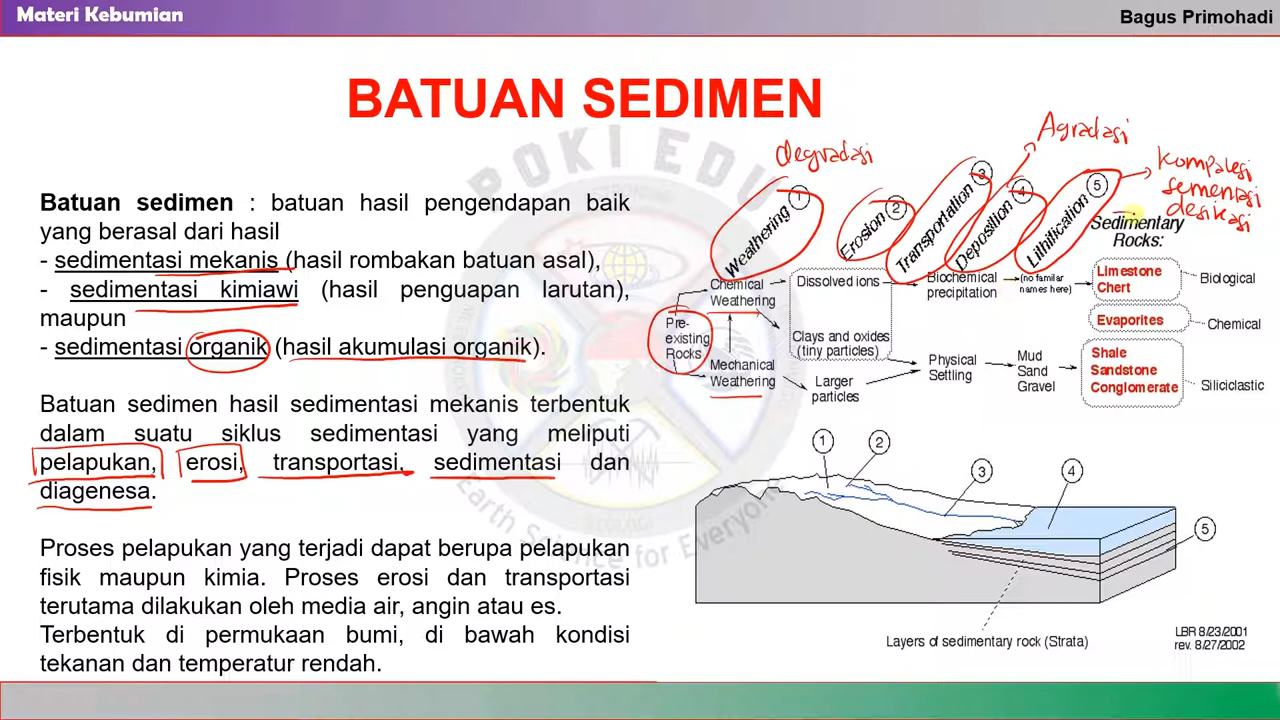 Materi Kebumian
Bagus Primohadi
BATUAN SEDIMEN
Batuan sedimen : batuan hasil pengendapan baik
yang berasal dari hasil
- sedimentasi mekanis (hasil rombakan batuan asal),
- sedimentasi kimiawi (hasil penguapan larutan),
maupun
- sedimentasi organik (hasil akumulasi organik).
Batuan sedimen hasil sedimentasi mekanis terbentuk
dalam suatu siklus sedimentasi yang meliputi
pelapukan, erosi, transportasi, sedimentasi dan
diagenesa.
Proses pelapukan yang terjadi dapat berupa pelapukan
fisik maupun kimia. Proses erosi dan transportasi
terutama dilakukan oleh media air, angin atau es.
Terbentuk di permukaan bumi, di bawah kondisi
tekanan dan temperatur rendah.
degradasi
Agradasi
Kompaksi
sementasi
desikasi
Weathering 1
Erosion 2
Transportation 3
Deposition 4
Lithification 5
Sedimentary
Rocks:
Pre-
existing
Rocks
Chemical
Weathering
Mechanical
Weathering
Dissolved ions
Clays and oxides
(tiny particles)
Larger
particles
Biochemical
precipitation
(no familar
names here)
Physical
Settling
Mud
Sand
Gravel
Limestone
Chert
Biological
Evaporites
Chemical
Shale
Sandstone
Conglomerate
Siliciclastic
1
2
3
4
5
Layers of sedimentary rock (Strata)
LBR 8/23/2001
rev. 8/27/2002
POKI EDU
Earth Science for Everyone